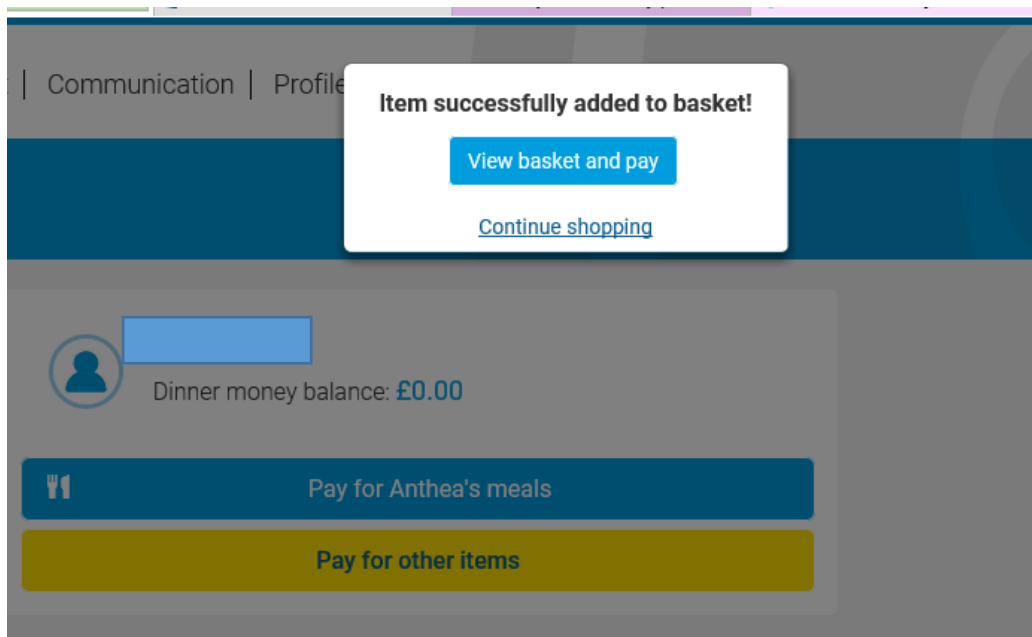 Communication | Profile
Item successfully added to basket!
View basket and pay
Continue shopping
Dinner money balance: £0.00
Pay for Anthea's meals
Pay for other items